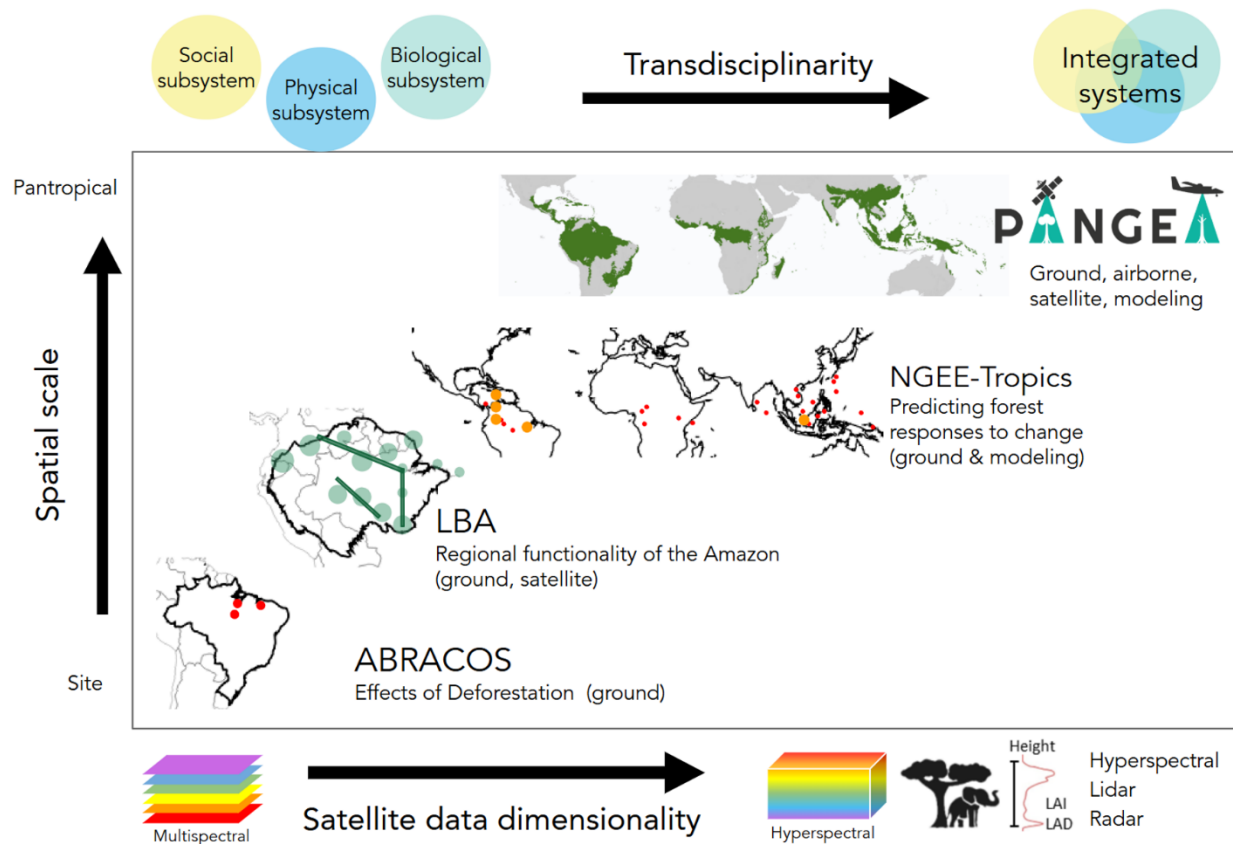 Social
subsystem
Physical
subsystem
Biological
subsystem
Transdisciplinarity
Integrated
systems
Pantropical
Spatial scale
Site
PANGEA
Ground, airborne,
satellite, modeling
NGEE-Tropics
Predicting forest
responses to change
(ground & modeling)
LBA
Regional functionality of the Amazon
(ground, satellite)
ABRACOS
Effects of Deforestation (ground)
Multispectral
Satellite data dimensionality
Hyperspectral
Height
LAI
LAD
Hyperspectral
Lidar
Radar